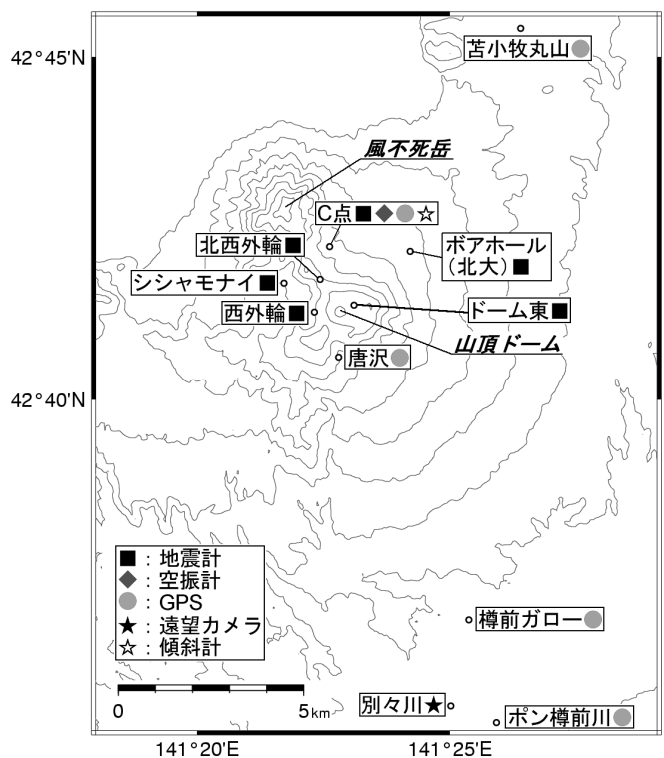 42°45'N
苫小牧丸山
風不死岳
C点
北西外輪
ボアホール
(北大)
シシャモナイ
西外輪
ドーム東
山頂ドーム
唐沢
42°40'N
:地震計
:空振計
:GPS
:遠望カメラ
:傾斜計
樽前ガロー
0
5km
別々川
ポン樽前川
141°20'E
141°25'E